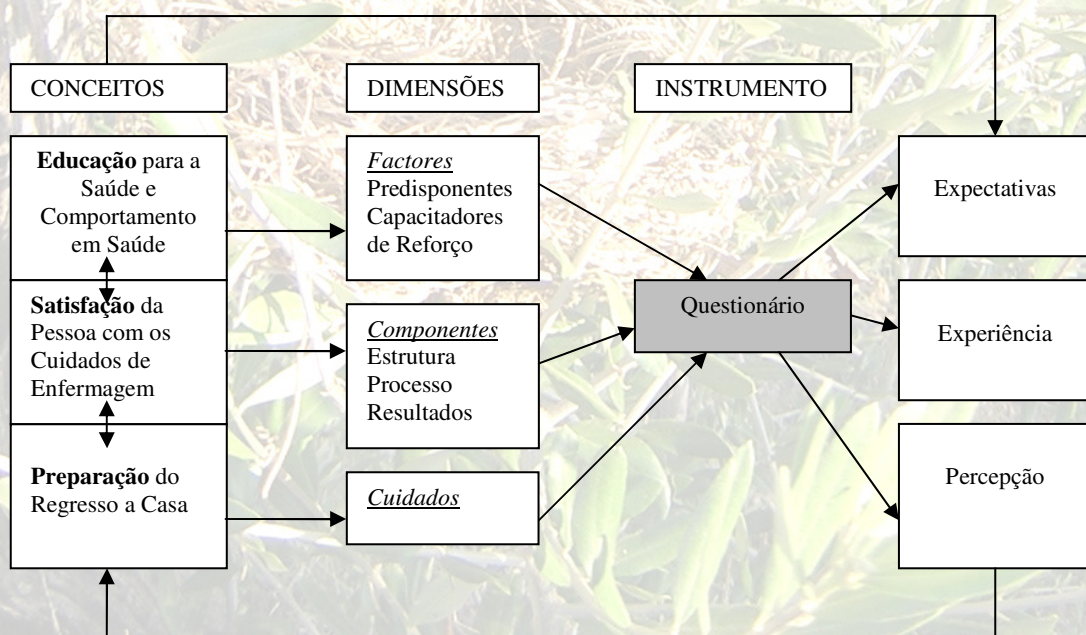 CONCEITOS
DIMENSÕES
INSTRUMENTO
Educação para a
Saúde e
Comportamento
em Saúde
Satisfação da
Pessoa com os
Cuidados de
Enfermagem
Preparação do
Regresso a Casa
Factores
Predisponentes
Capacitadores
de Reforço
Componentes
Estrutura
Processo
Resultados
Cuidados
Questionário
Expectativas
Experiência
Percepção